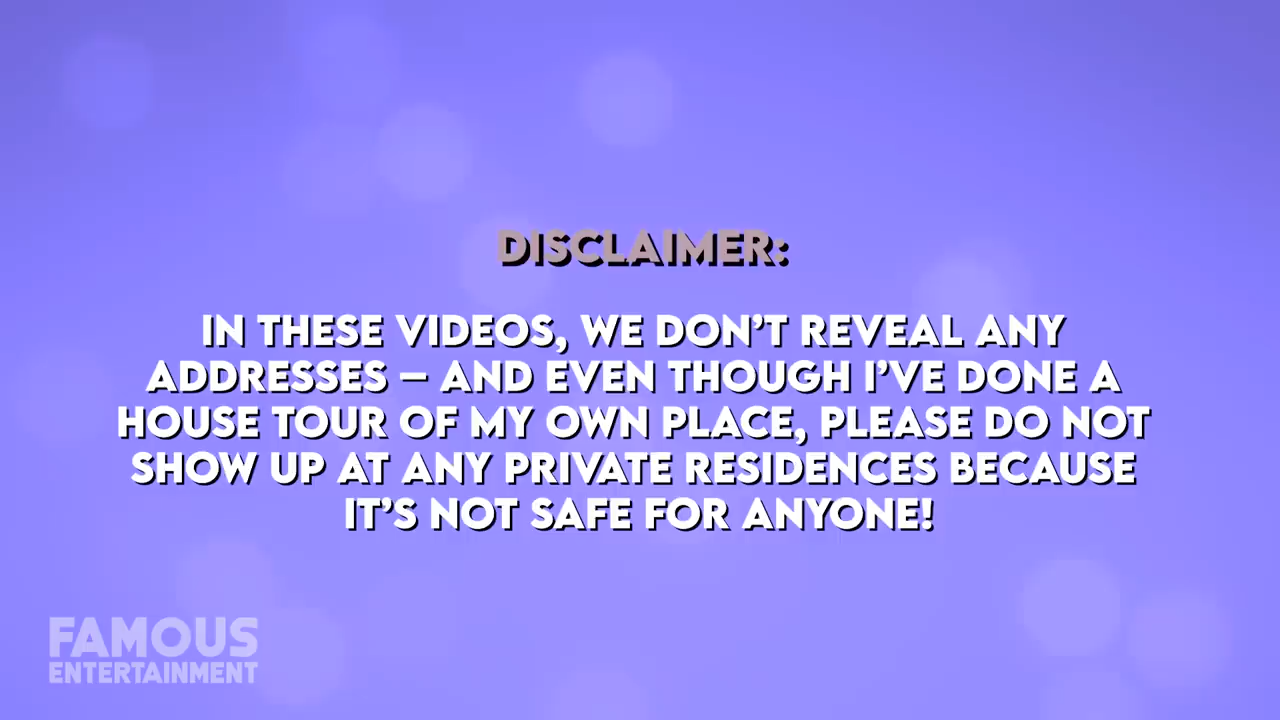 DISCLAIMER:
IN THESE VIDEOS, WE DON'T REVEAL ANY
ADDRESSES – AND EVEN THOUGH I'VE DONE A
HOUSE TOUR OF MY OWN PLACE, PLEASE DO NOT
SHOW UP AT ANY PRIVATE RESIDENCES BECAUSE
IT'S NOT SAFE FOR ANYONE!
FAMOUS
ENTERTAINMENT